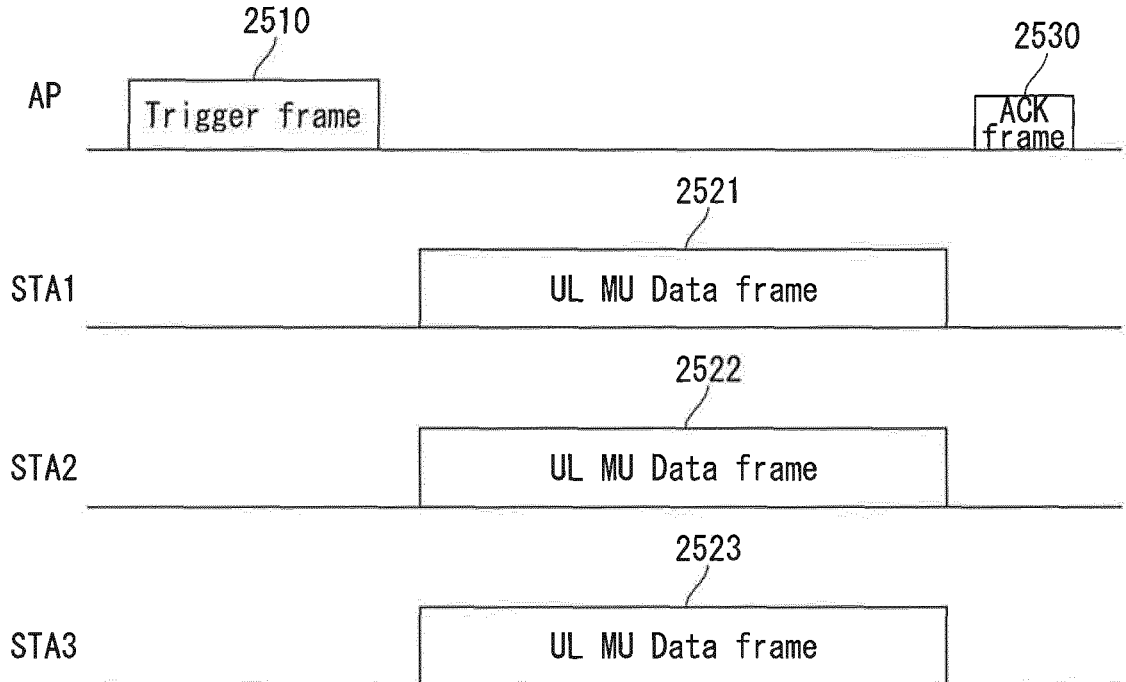 2510
2530
AP
Trigger frame
ACK
frame
2521
STA1
UL MU Data frame
2522
STA2
UL MU Data frame
2523
STA3
UL MU Data frame